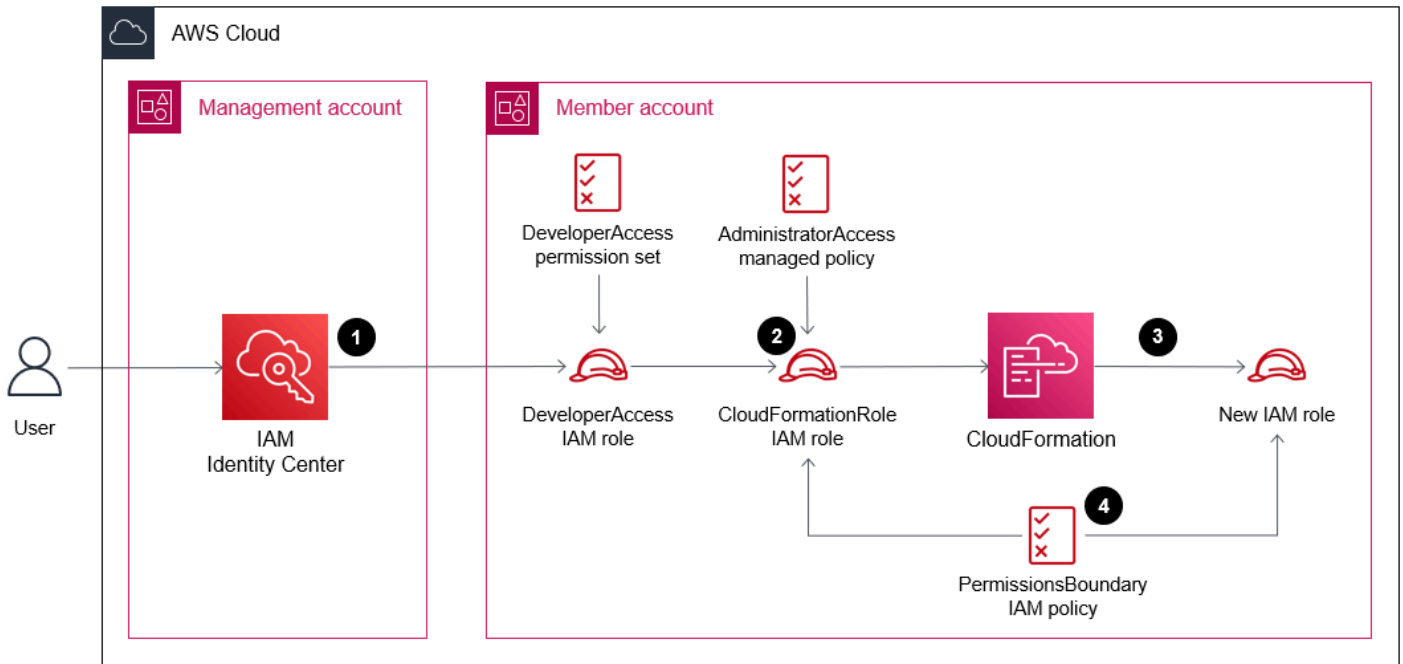 AWS Cloud
Management account
Member account
DeveloperAccess
permission set
AdministratorAccess
managed policy
1
2
3
User
IAM
Identity Center
DeveloperAccess
IAM role
CloudFormationRole
IAM role
CloudFormation
New IAM role
4
PermissionsBoundary
IAM policy